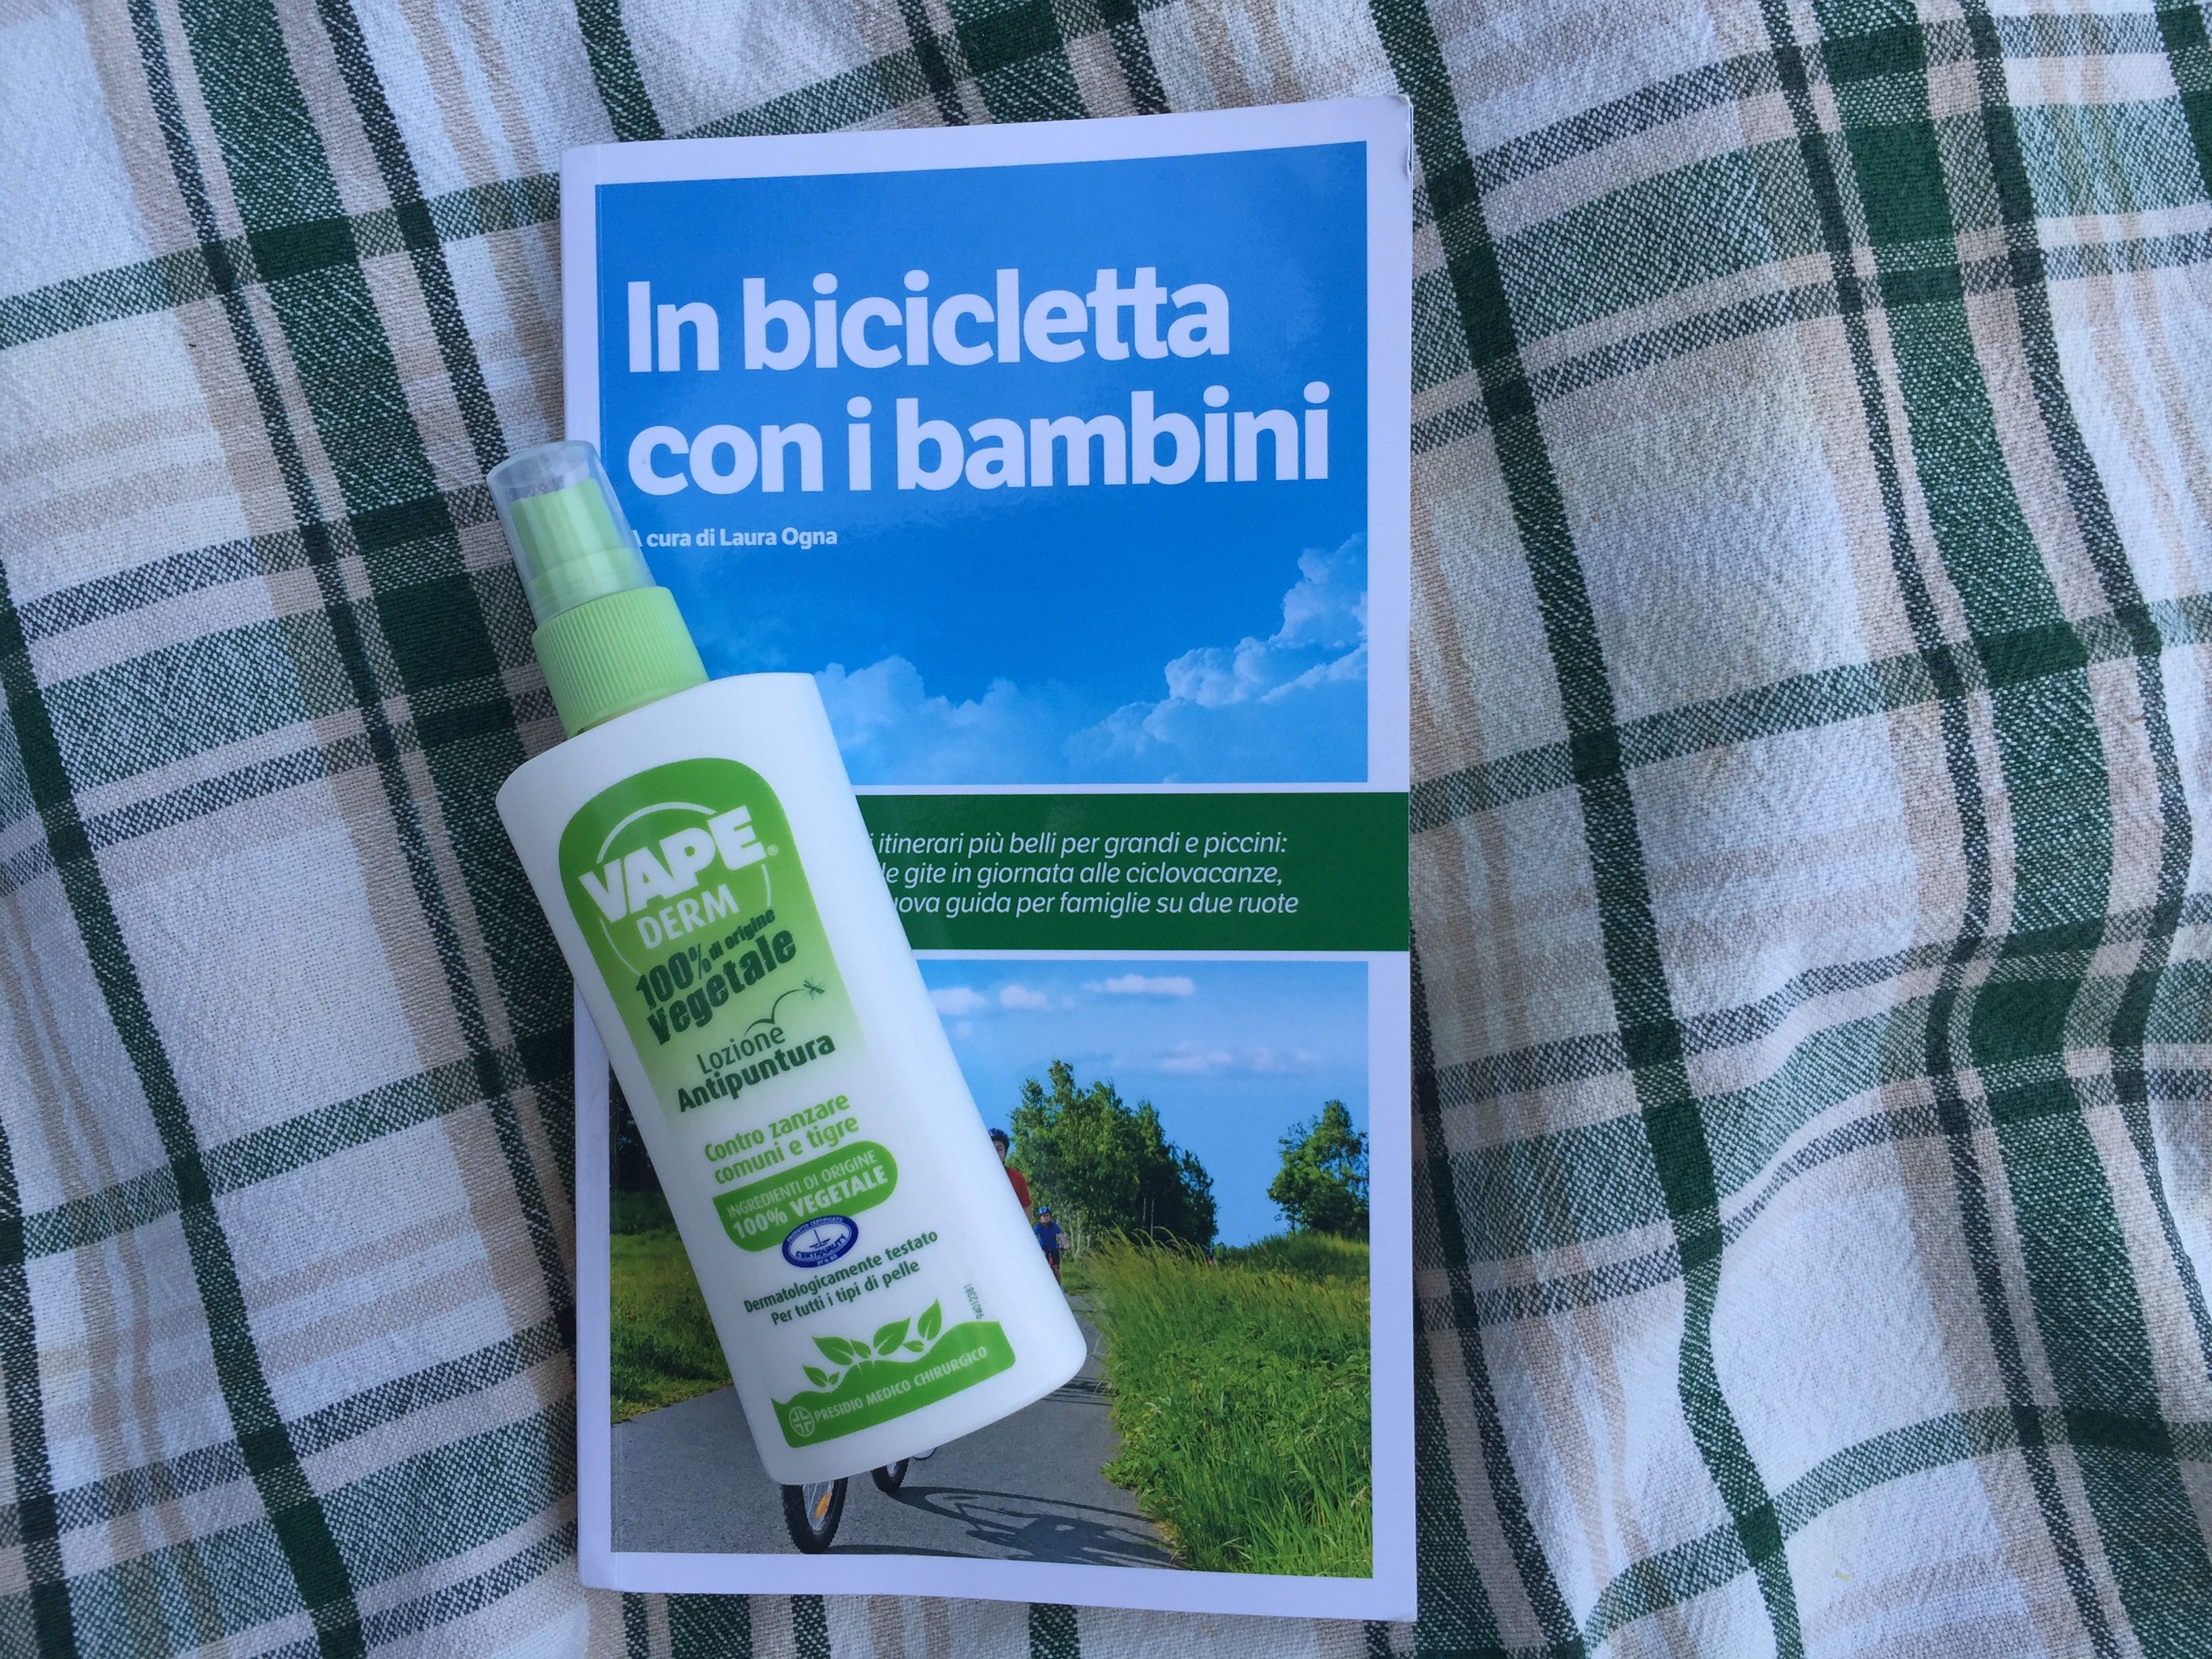 In bicicletta
con i bambini
cura di Laura Ogna
itinerari più belli per grandi e piccini:
gite in giornata alle ciclovacanze,
guida per famiglie su due ruote
VAPE®
DERM
100% di origine
vegetale
Lozione
Antipuntura
Contro zanzare
comuni e tigre
INGREDIENTI DI ORIGINE
100% VEGETALE
CERTIQUALITY
Dermatologicamente testato
Per tutti i tipi di pelle
PRESIDIO MEDICO CHIRURGICO